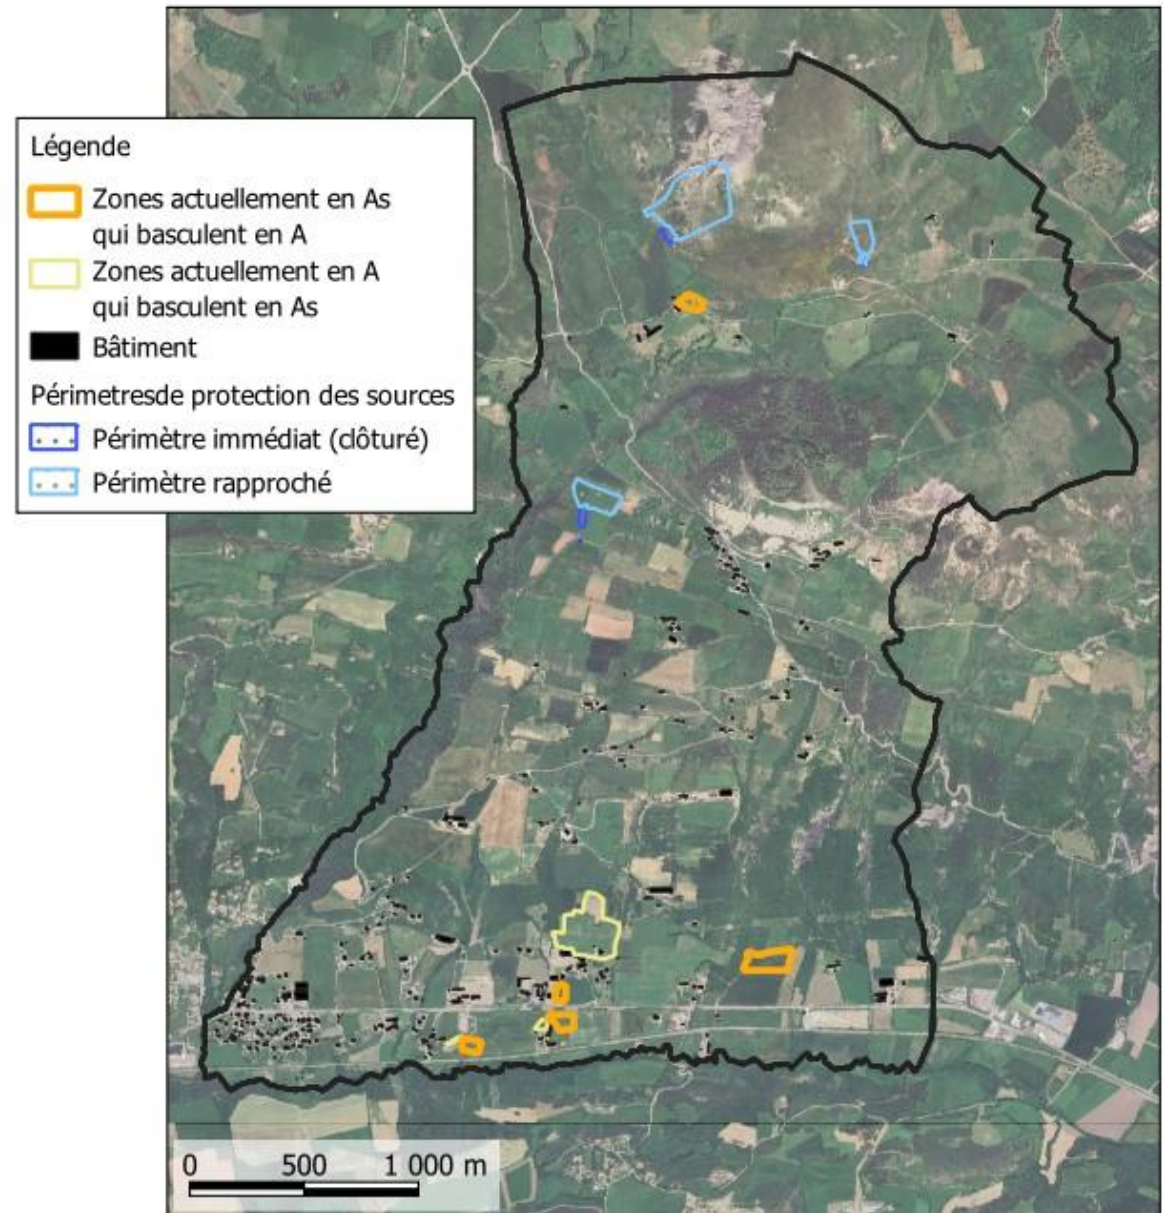 Légende
Zones actuellement en As
qui basculent en A
Zones actuellement en A
qui basculent en As
Bâtiment
Périmetresde protection des sources
Périmètre immédiat (clôturé)
Périmètre rapproché
0 500 1 000 m